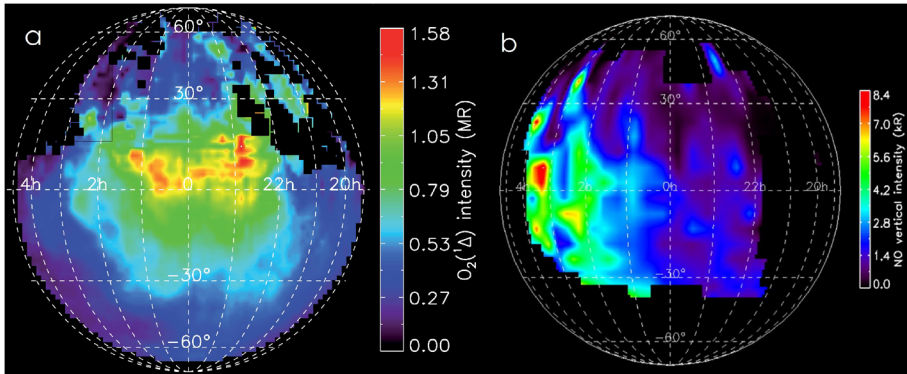 a
60°
30°
4h
2h
0
22h
20h
−30°
−60°
1.58
1.31
1.05
0.79
0.53
0.27
0.00
O₂(¹Δ) intensity (MR)
b
60°
30°
4h
2h
0h
22h
20h
−30°
−60°
8.4
7.0
5.6
4.2
2.8
1.4
0.0
NO vertical intensity (kR)